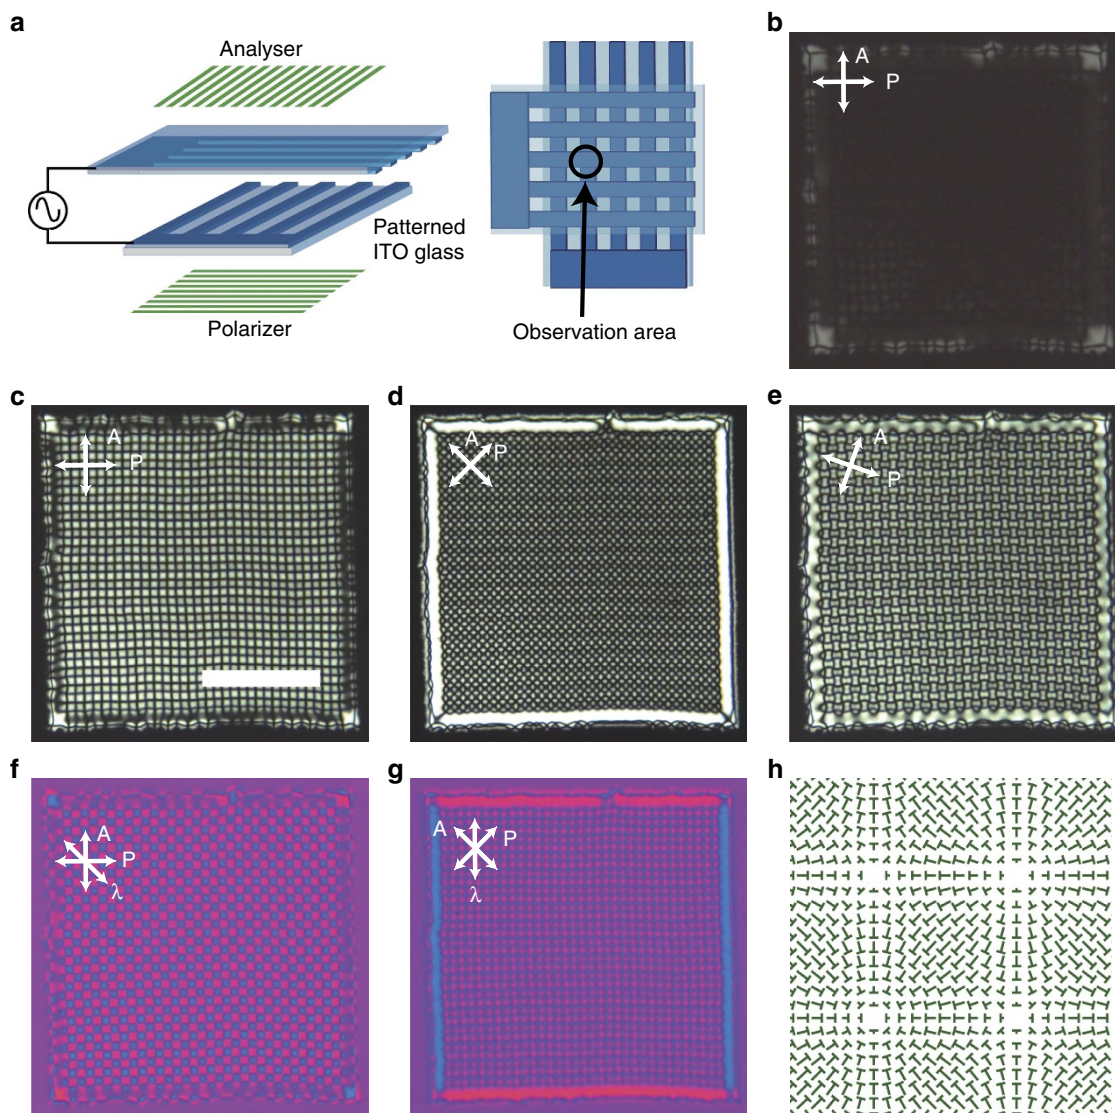 a
Analyser
Patterned
ITO glass
Polarizer
Observation area
b
A
P
c
A
P
d
A
P
e
A
P
f
A
P
λ
g
A
P
λ
h